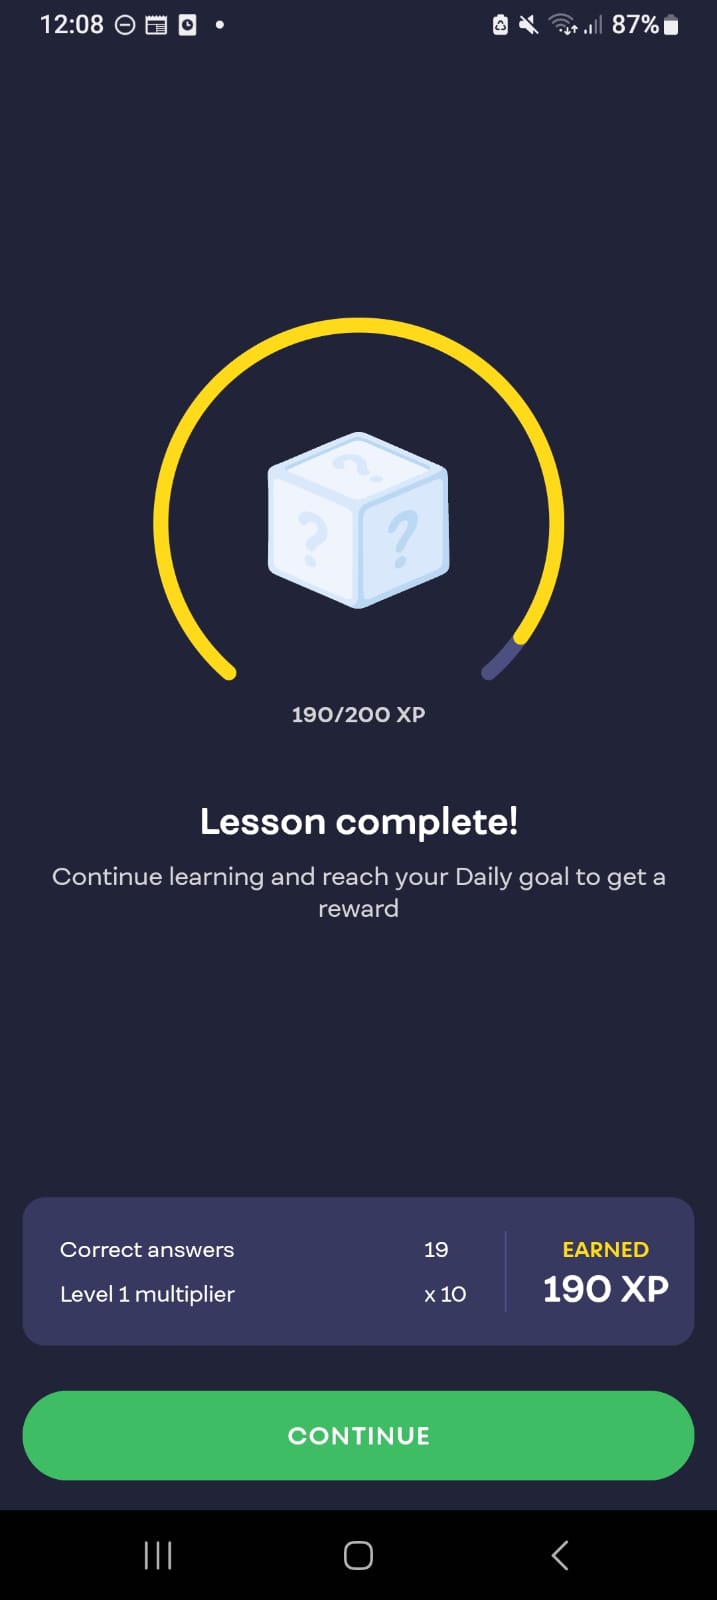 12:08
87%
?
? ?
190/200 XP
Lesson complete!
Continue learning and reach your Daily goal to get a
reward
Correct answers 19
Level 1 multiplier x 10
EARNED
190 XP
CONTINUE